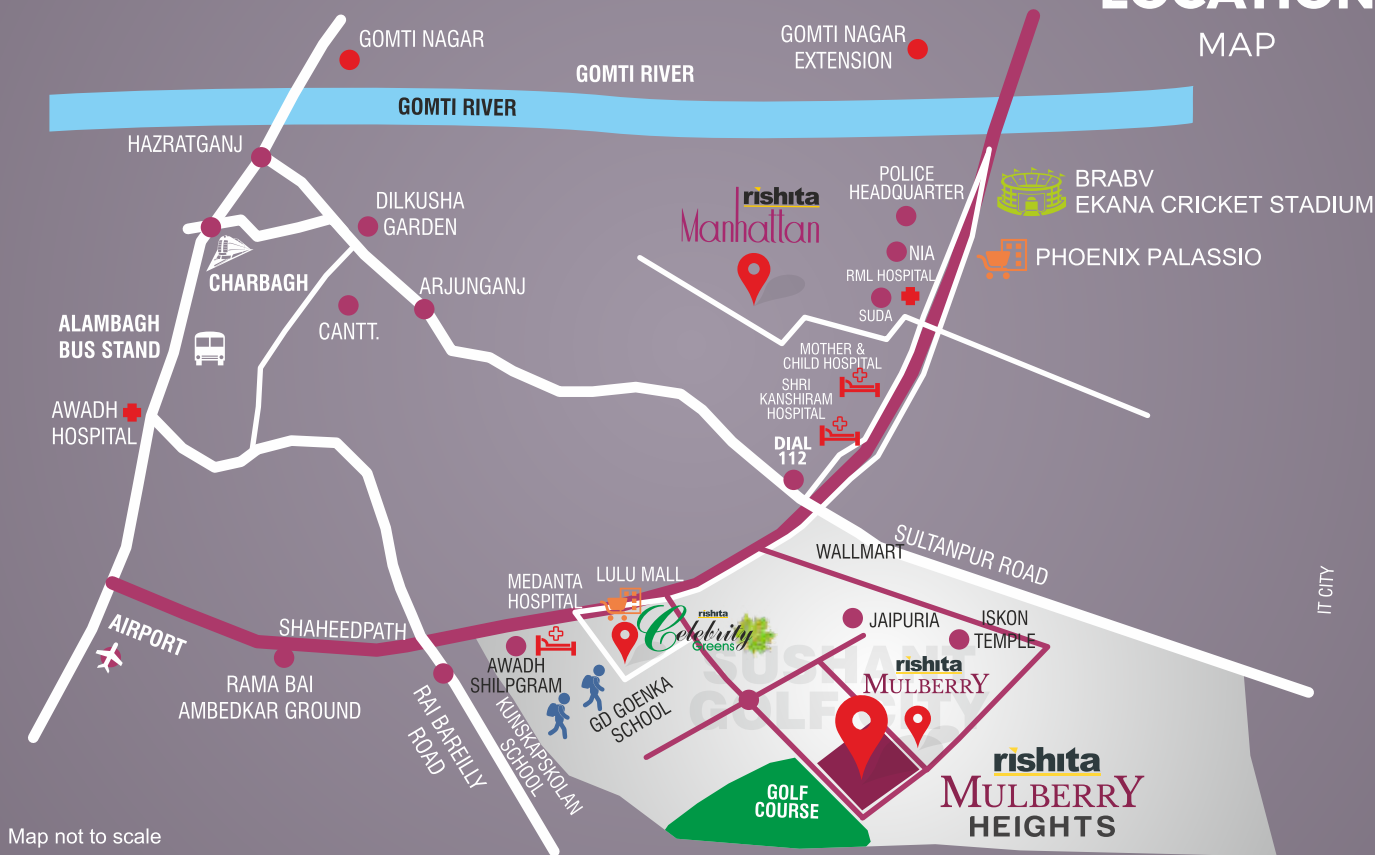 LOCATION
MAP
GOMTI NAGAR
GOMTI NAGAR
EXTENSION
GOMTI RIVER
GOMTI RIVER
HAZRATGANJ
DILKUSHA
GARDEN
CHARBAGH
ARJUNGANJ
CANTT.
ALAMBAGH
BUS STAND
AWADH
HOSPITAL
rishita
Manhattan
POLICE
HEADQUARTER
NIA
RML HOSPITAL
SUDA
BRABV
EKANA CRICKET STADIUM
PHOENIX PALASSIO
MOTHER &
CHILD HOSPITAL
SHRI
KANSHIRAM
HOSPITAL
DIAL
112
WALLMART
SULTANPUR ROAD
IT CITY
MEDANTA
HOSPITAL
LULU MALL
rishita
Celebrity
Greens
JAIPURIA
ISKON
TEMPLE
SUSHANT
GOLF CITY
rishita
MULBERRY
AIRPORT
SHAHEEDPATH
RAMA BAI
AMBEDKAR GROUND
RAI BAREILLY
ROAD
AWADH
SHILPGRAM
KUNSKAPSKOLAN
SCHOOL
GD GOENKA
SCHOOL
GOLF
COURSE
rishita
MULBERRY
HEIGHTS
Map not to scale